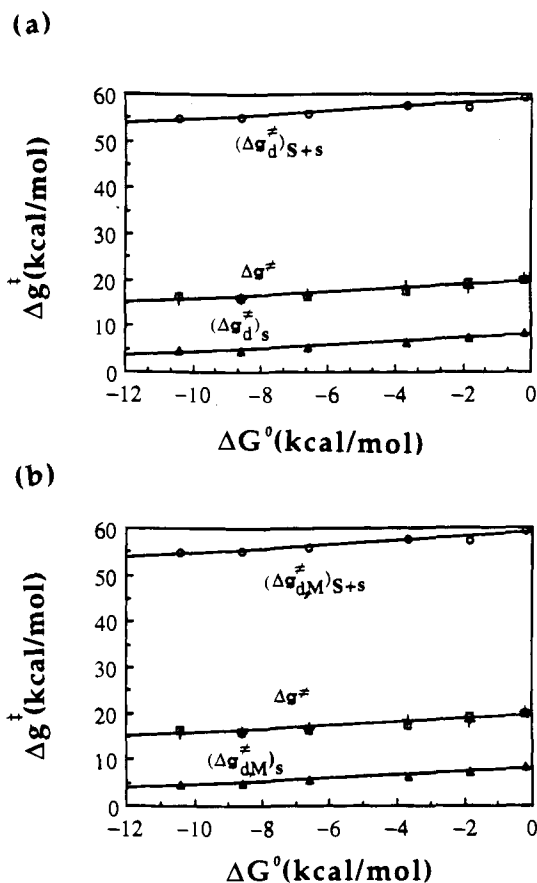 (a)
60
50
40
30
20
10
0
Δg‡(kcal/mol)
(Δg≠d)S+s
Δg≠
(Δg≠d)s
−12 −10 −8 −6 −4 −2 0
ΔG⁰(kcal/mol)
(b)
60
50
40
30
20
10
0
Δg‡(kcal/mol)
(Δg≠d,M)S+s
Δg≠
(Δg≠d,M)s
−12 −10 −8 −6 −4 −2 0
ΔG⁰(kcal/mol)